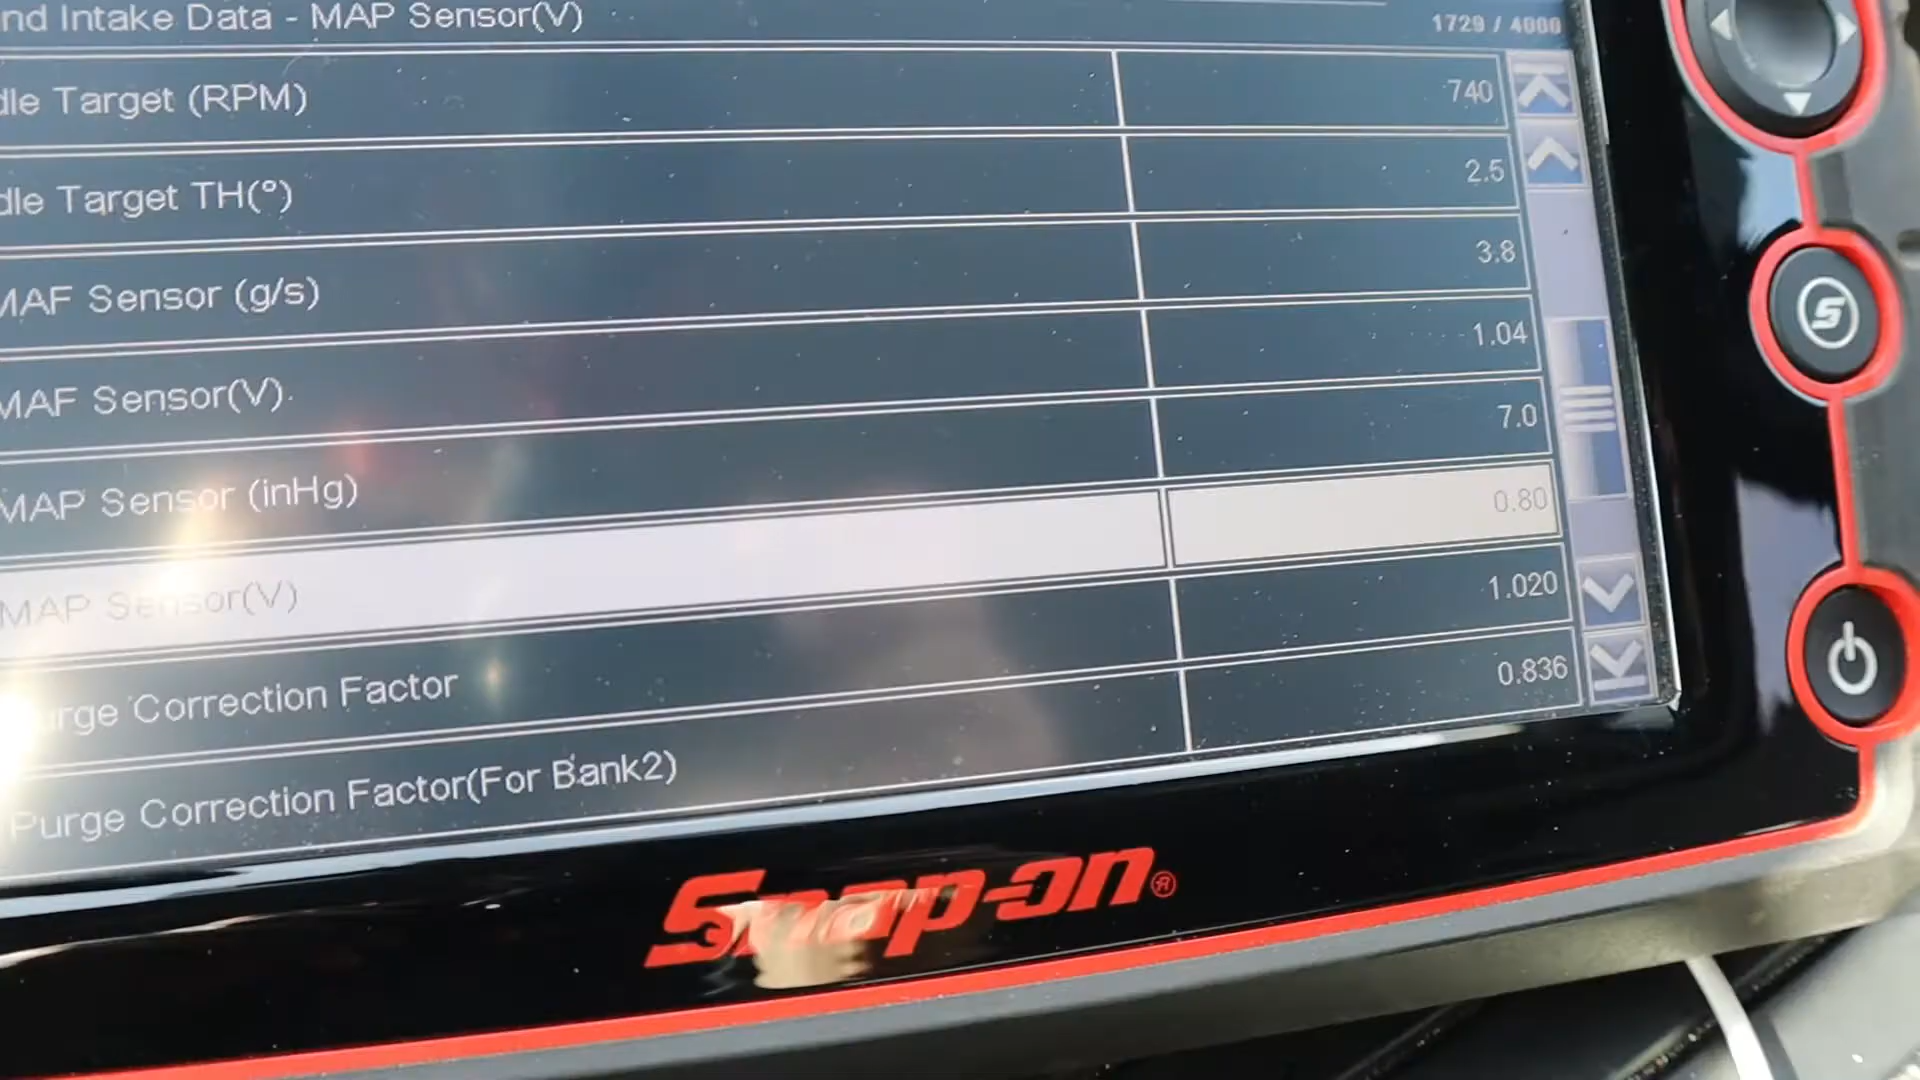 nd Intake Data - MAP Sensor(V)
1729 / 4000
dle Target (RPM) 740
dle Target TH(°) 2.5
MAF Sensor (g/s) 3.8
MAF Sensor(V) 1.04
MAP Sensor (inHg) 7.0
MAP Sensor(V) 0.80
urge Correction Factor 1.020
Purge Correction Factor(For Bank2) 0.836
Snap-on®
S